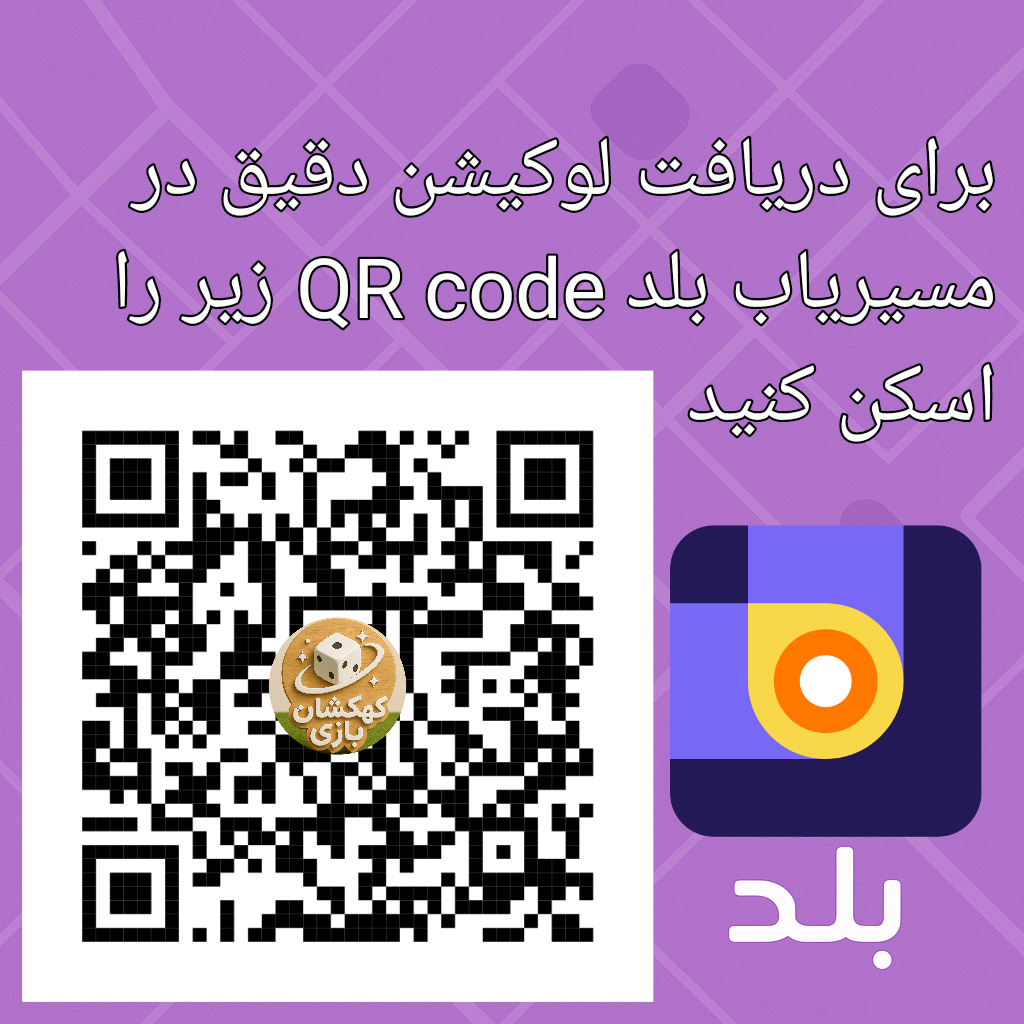 برای دریافت لوکیشن دقیق در
مسیریاب بلد QR code زیر را
اسکن کنید
کهکشان
بازی
بلد